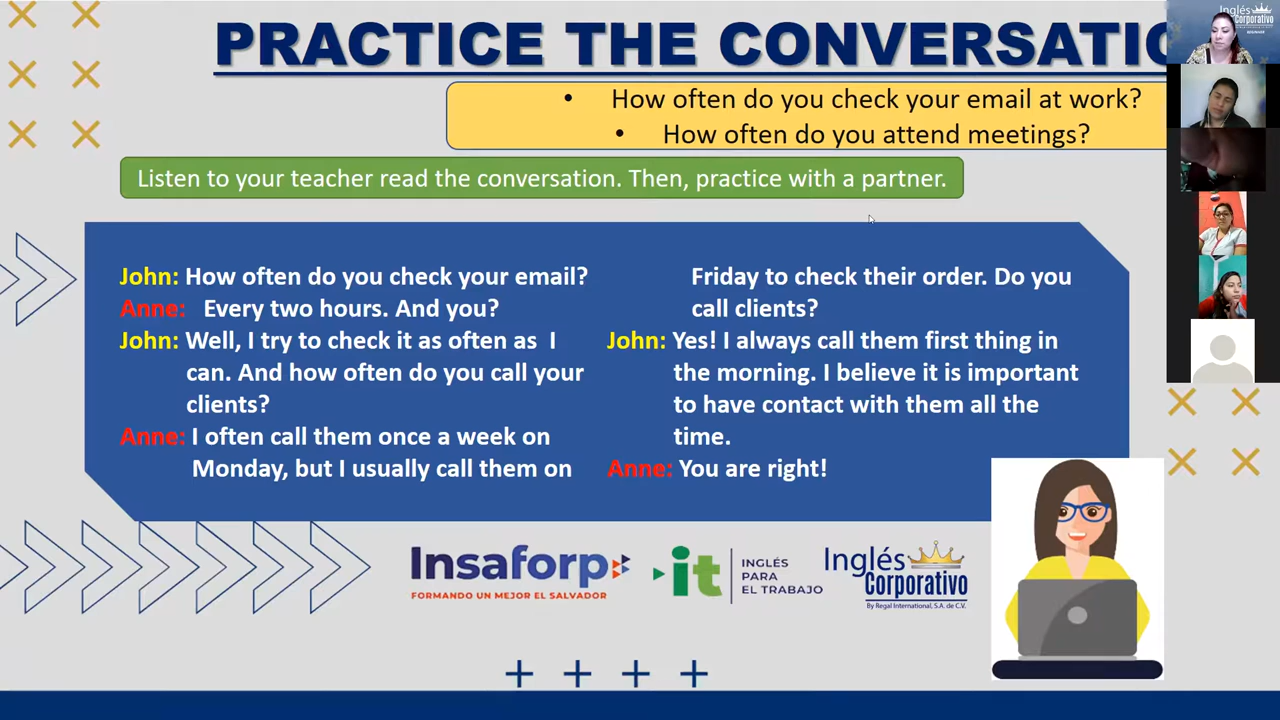 PRACTICE THE CONVERSATIO
Inglés
Corporativo
WEBINAR
• How often do you check your email at work?
• How often do you attend meetings?
Listen to your teacher read the conversation. Then, practice with a partner.
John: How often do you check your email?
Anne: Every two hours. And you?
John: Well, I try to check it as often as I
can. And how often do you call your
clients?
Anne: I often call them once a week on
Monday, but I usually call them on
Friday to check their order. Do you
call clients?
John: Yes! I always call them first thing in
the morning. I believe it is important
to have contact with them all the
time.
Anne: You are right!
Insaforp
FORMANDO UN MEJOR EL SALVADOR
it
INGLÉS
PARA
EL TRABAJO
Inglés
Corporativo
By Regal International, S.A. de C.V.